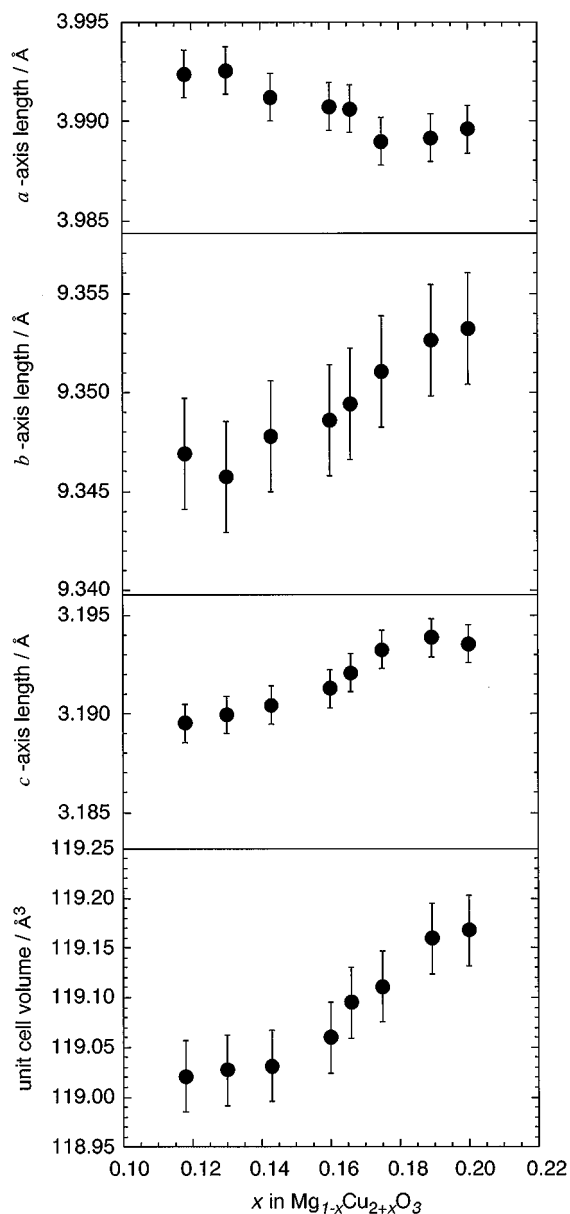 3.995
3.990
3.985
a -axis length / Å
9.355
9.350
9.345
9.340
b -axis length / Å
3.195
3.190
3.185
c -axis length / Å
119.25
119.20
119.15
119.10
119.05
119.00
118.95
unit cell volume / Å³
0.10 0.12 0.14 0.16 0.18 0.20 0.22
x in Mg₁₋ₓCu₂₊ₓO₃